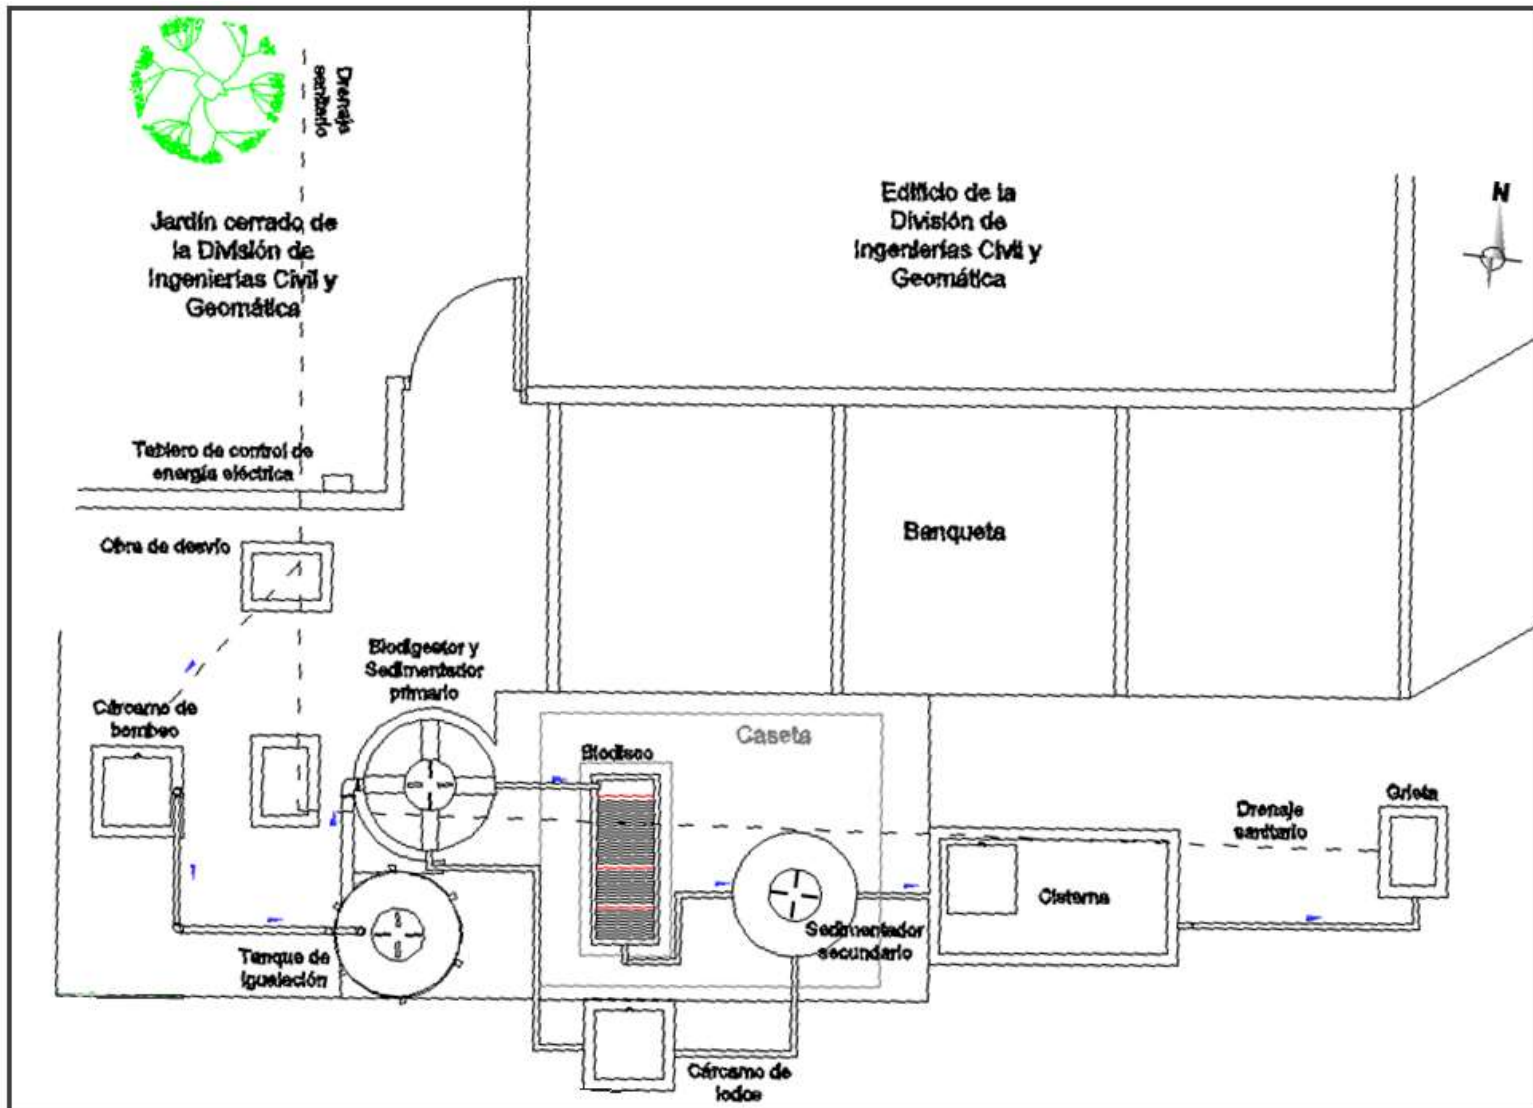 Drenaje
sanitario
Jardín cerrado de
la División de
Ingenierías Civil y
Geomática
Edificio de la
División de
Ingenierías Civil y
Geomática
N
Tablero de control de
energía eléctrica
Obra de desvío
Banqueta
Biodigestor y
Sedimentador
primario
Cárcamo de
bombeo
Caseta
Biodisco
Drenaje
sanitario
Grieta
Cisterna
Sedimentador
secundario
Tanque de
igualación
Cárcamo de
lodos